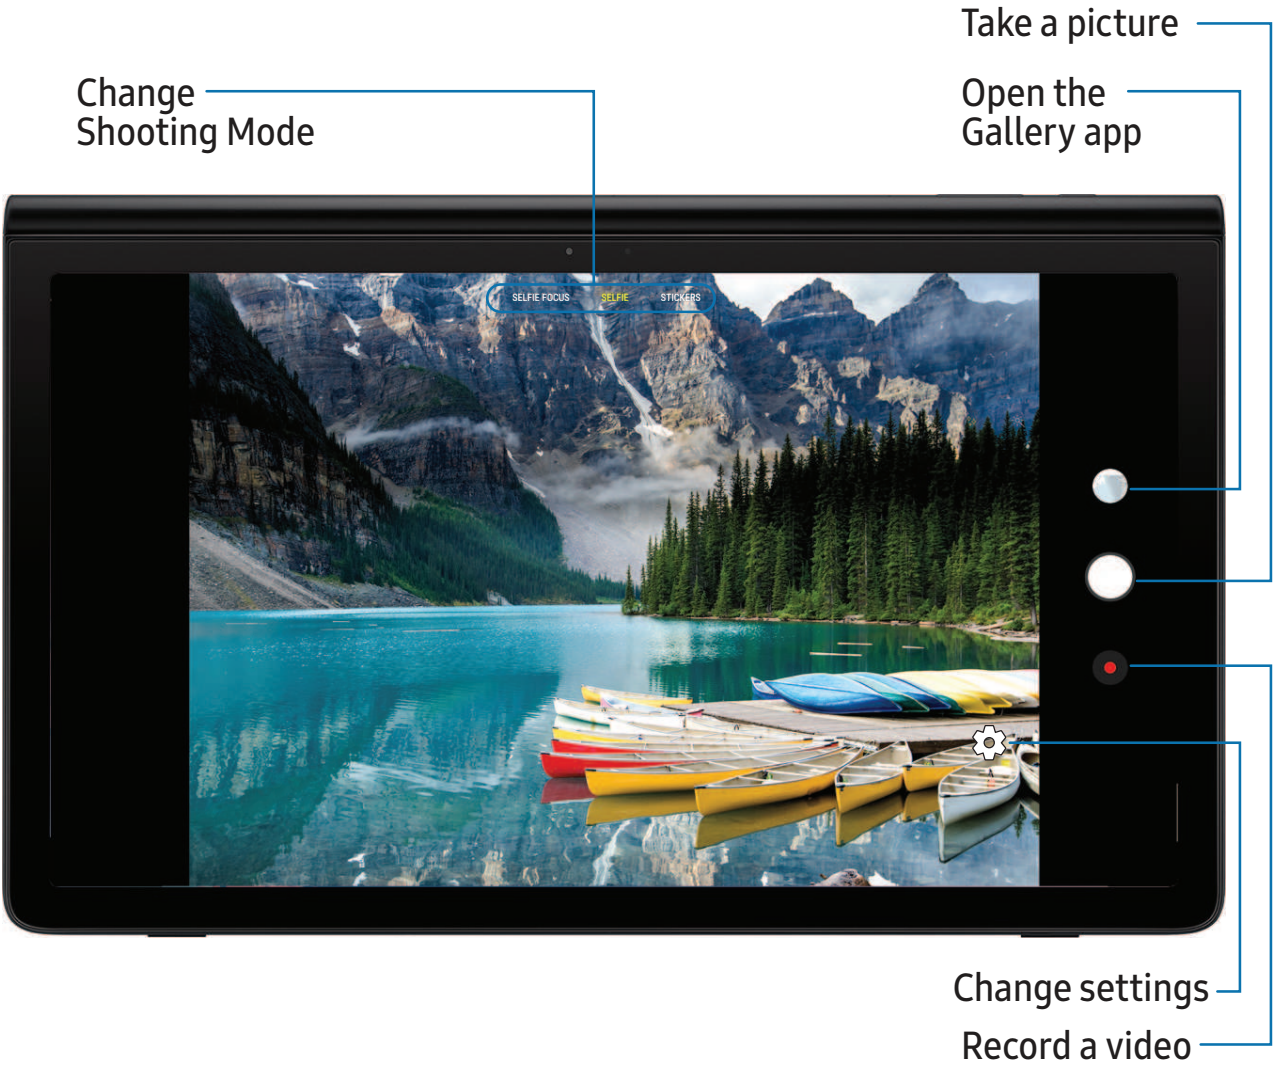 Take a picture
Change
Shooting Mode
Open the
Gallery app
SELFIE FOCUS SELFIE STICKERS
Change settings
Record a video